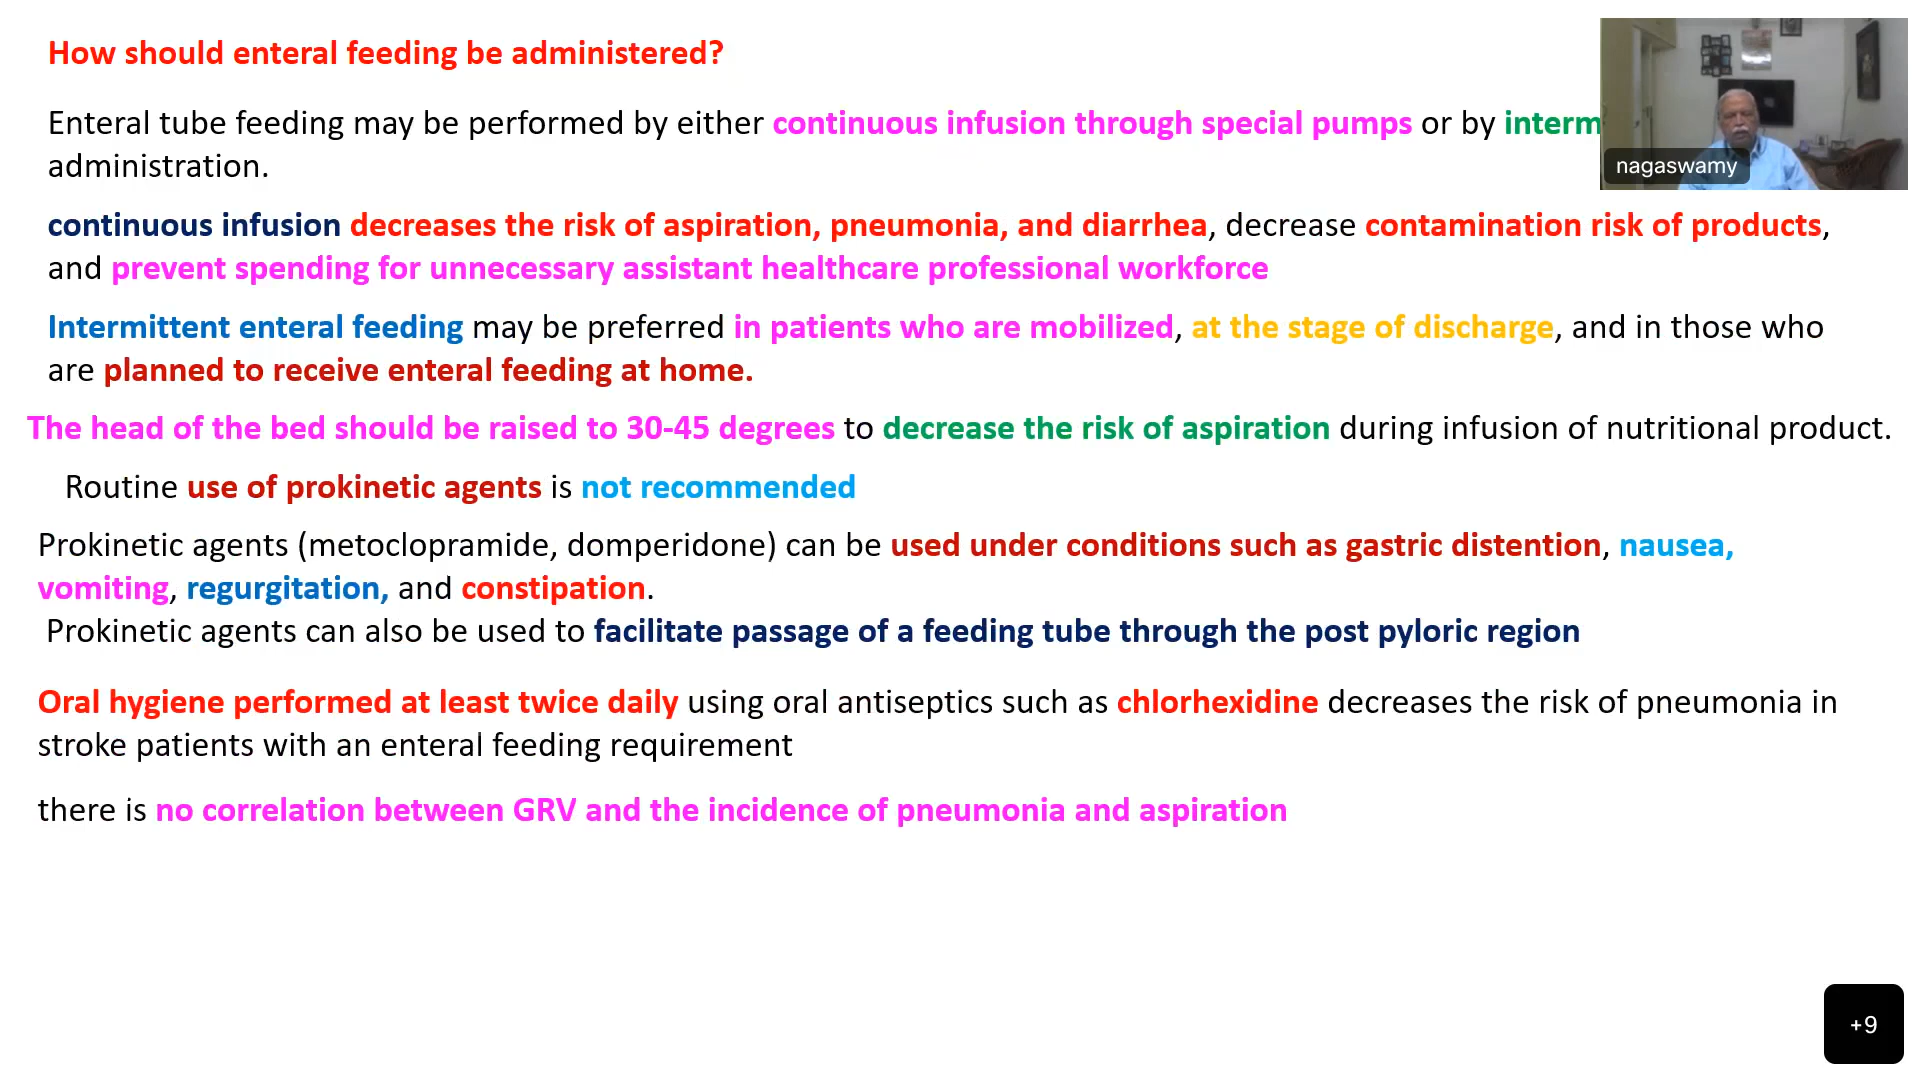 How should enteral feeding be administered?
Enteral tube feeding may be performed by either continuous infusion through special pumps or by interm
administration.
nagaswamy
continuous infusion decreases the risk of aspiration, pneumonia, and diarrhea, decrease contamination risk of products,
and prevent spending for unnecessary assistant healthcare professional workforce
Intermittent enteral feeding may be preferred in patients who are mobilized, at the stage of discharge, and in those who
are planned to receive enteral feeding at home.
The head of the bed should be raised to 30-45 degrees to decrease the risk of aspiration during infusion of nutritional product.
Routine use of prokinetic agents is not recommended
Prokinetic agents (metoclopramide, domperidone) can be used under conditions such as gastric distention, nausea,
vomiting, regurgitation, and constipation.
Prokinetic agents can also be used to facilitate passage of a feeding tube through the post pyloric region
Oral hygiene performed at least twice daily using oral antiseptics such as chlorhexidine decreases the risk of pneumonia in
stroke patients with an enteral feeding requirement
there is no correlation between GRV and the incidence of pneumonia and aspiration
+9